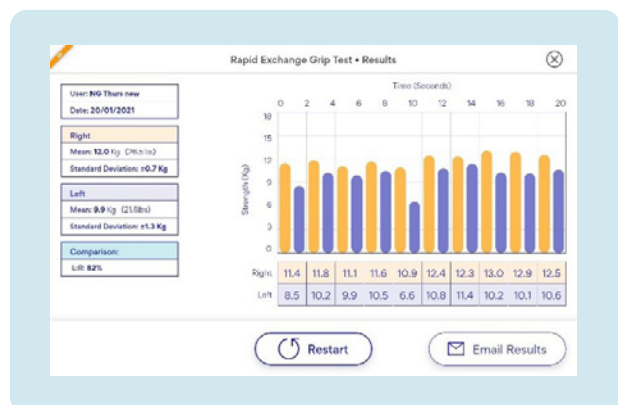 Rapid Exchange Grip Test • Results
User: NG Thurs new
Date: 20/01/2021
Right
Mean: 12.0 Kg
Standard Deviation: ±0.7 Kg
Left
Mean: 9.9 Kg (21.8lbs)
Standard Deviation: ±1.3 Kg
Comparison:
82%
Time (Seconds)
0 2 4 6 8 10 12 14 16 18 20
Strength (Kg)
18
15
12
9
6
3
0
Right 11.4 11.8 11.1 11.6 10.9 12.4 12.3 13.0 12.9 12.5
Left 8.5 10.2 9.9 10.5 6.6 10.8 11.4 10.2 10.1 10.6
Restart
Email Results